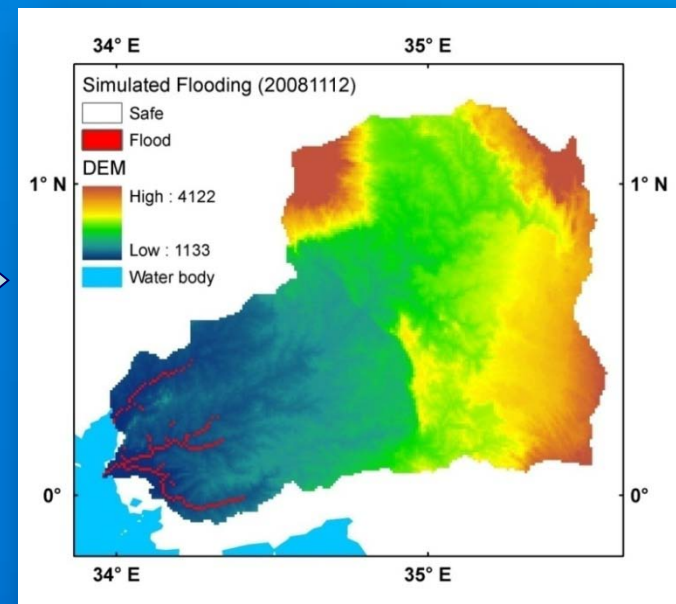 34° E 35° E
Simulated Flooding (20081112)
Safe
Flood
DEM
High : 4122
Low : 1133
Water body
1° N 1° N
0° 0°
34° E 35° E